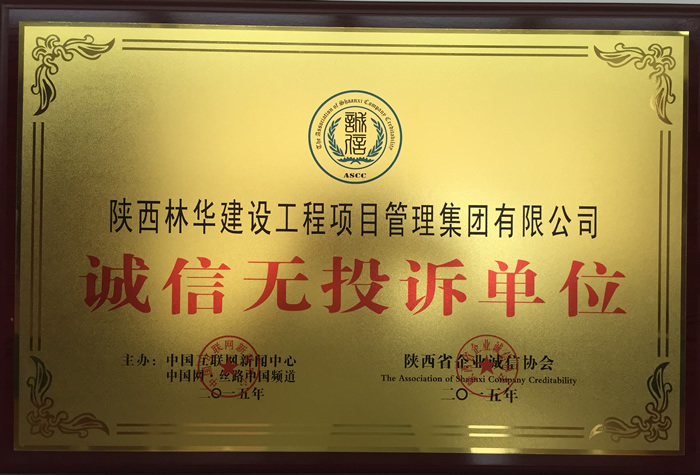 The Association of Shaanxi Company Creditability
誠信
ASCC
陕西林华建设工程项目管理集团有限公司
诚信无投诉单位
主办：中国互联网新闻中心
中国网·丝路中国频道
二〇一五年
陕西省企业诚信协会
The Association of Shaanxi Company Creditability
二〇一五年